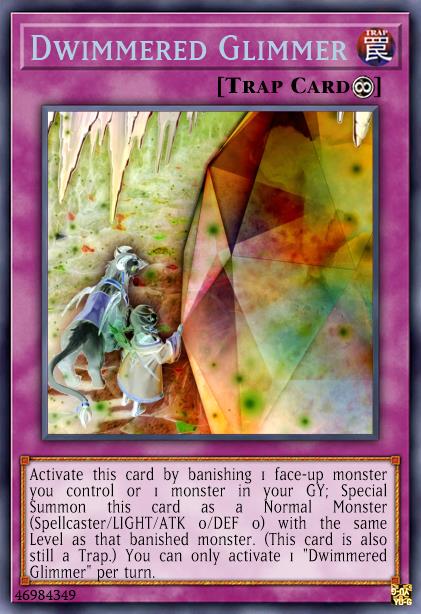 Dwimmered Glimmer
TRAP
罠
[Trap Card]
Activate this card by banishing 1 face-up monster
you control or 1 monster in your GY; Special
Summon this card as a Normal Monster
(Spellcaster/LIGHT/ATK 0/DEF 0) with the same
Level as that banished monster. (This card is also
still a Trap.) You can only activate 1 "Dwimmered
Glimmer" per turn.
46984349